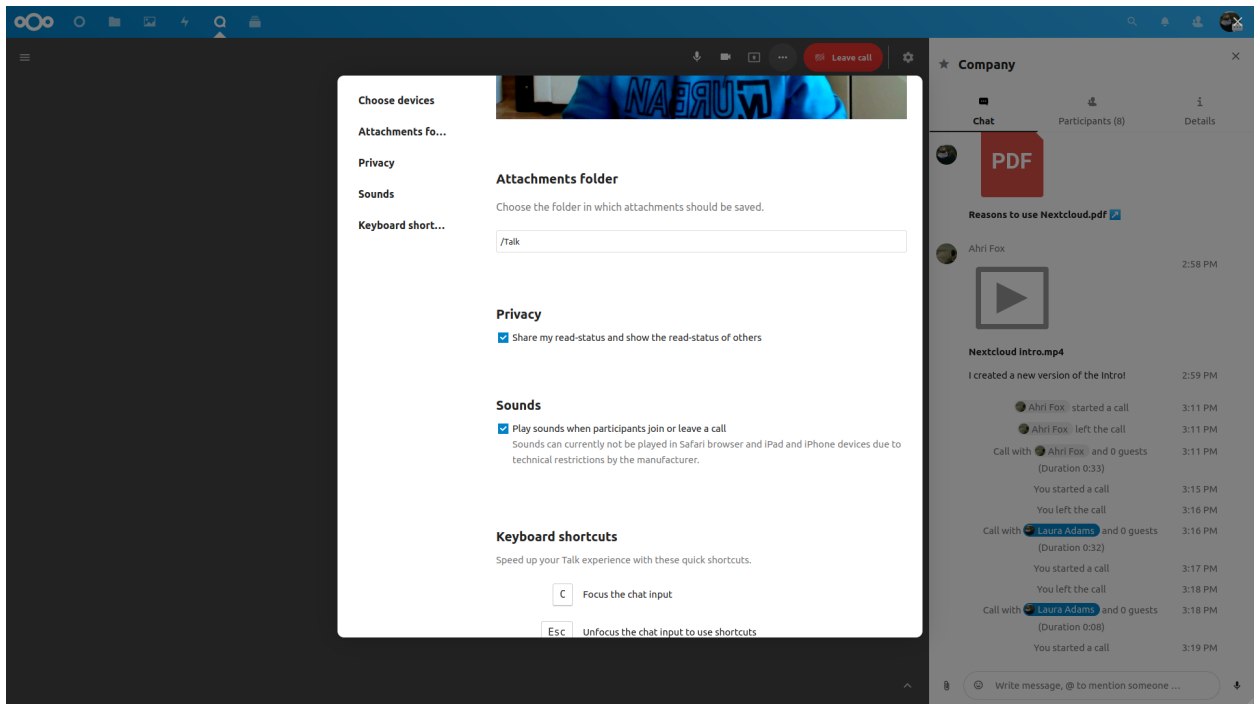 Leave call
Choose devices
Attachments fo...
Privacy
Sounds
Keyboard short...
Attachments folder
Choose the folder in which attachments should be saved.
/Talk
Privacy
Share my read-status and show the read-status of others
Sounds
Play sounds when participants join or leave a call
Sounds can currently not be played in Safari browser and iPad and iPhone devices due to
technical restrictions by the manufacturer.
Keyboard shortcuts
Speed up your Talk experience with these quick shortcuts.
C Focus the chat input
Esc Unfocus the chat input to use shortcuts
Company
Chat Participants (8) Details
PDF
Reasons to use Nextcloud.pdf
Ahri Fox
2:58 PM
Nextcloud intro.mp4
I created a new version of the Intro! 2:59 PM
Ahri Fox started a call 3:11 PM
Ahri Fox left the call 3:11 PM
Call with Ahri Fox and 0 guests 3:11 PM
(Duration 0:33)
You started a call 3:15 PM
You left the call 3:16 PM
Call with Laura Adams and 0 guests 3:16 PM
(Duration 0:32)
You started a call 3:17 PM
You left the call 3:18 PM
Call with Laura Adams and 0 guests 3:18 PM
(Duration 0:08)
You started a call 3:19 PM
Write message, @ to mention someone ...